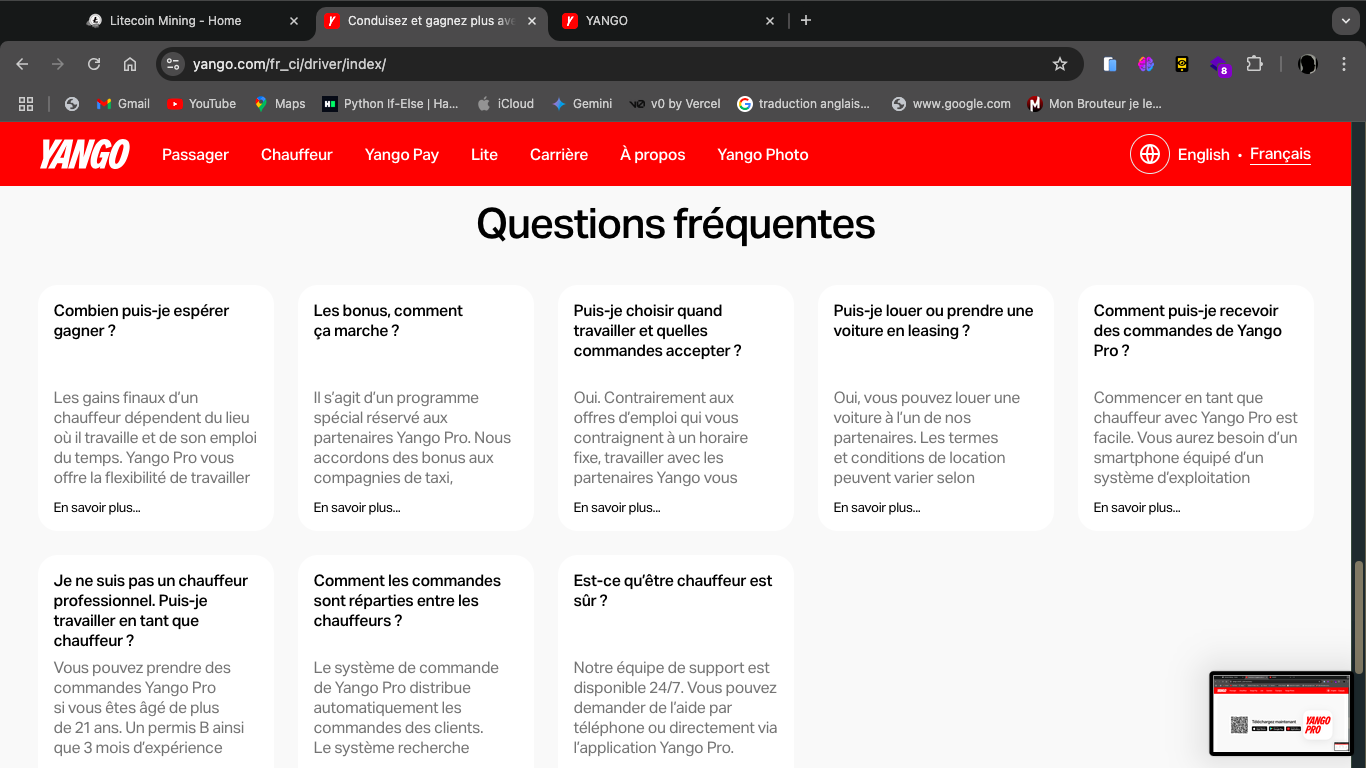 Litecoin Mining - Home
Conduisez et gagnez plus ave
YANGO
yango.com/fr_ci/driver/index/
8
Gmail
YouTube
Maps
Python If-Else | Ha...
iCloud
Gemini
v0 by Vercel
traduction anglais...
www.google.com
Mon Brouteur je le...
YANGO
Passager
Chauffeur
Yango Pay
Lite
Carrière
À propos
Yango Photo
English • Français
Questions fréquentes
Combien puis-je espérer
gagner ?
Les gains finaux d’un
chauffeur dépendent du lieu
où il travaille et de son emploi
du temps. Yango Pro vous
offre la flexibilité de travailler
En savoir plus...
Les bonus, comment
ça marche ?
Il s’agit d’un programme
spécial réservé aux
partenaires Yango Pro. Nous
accordons des bonus aux
compagnies de taxi,
En savoir plus...
Puis-je choisir quand
travailler et quelles
commandes accepter ?
Oui. Contrairement aux
offres d’emploi qui vous
contraignent à un horaire
fixe, travailler avec les
partenaires Yango vous
En savoir plus...
Puis-je louer ou prendre une
voiture en leasing ?
Oui, vous pouvez louer une
voiture à l’un de nos
partenaires. Les termes
et conditions de location
peuvent varier selon
En savoir plus...
Comment puis-je recevoir
des commandes de Yango
Pro ?
Commencer en tant que
chauffeur avec Yango Pro est
facile. Vous aurez besoin d’un
smartphone équipé d’un
système d’exploitation
En savoir plus...
Je ne suis pas un chauffeur
professionnel. Puis-je
travailler en tant que
chauffeur ?
Vous pouvez prendre des
commandes Yango Pro
si vous êtes âgé de plus
de 21 ans. Un permis B ainsi
que 3 mois d’expérience
Comment les commandes
sont réparties entre les
chauffeurs ?
Le système de commande
de Yango Pro distribue
automatiquement les
commandes des clients.
Le système recherche
Est-ce qu’être chauffeur est
sûr ?
Notre équipe de support est
disponible 24/7. Vous pouvez
demander de l’aide par
téléphone ou directement via
l’application Yango Pro.
Téléchargez maintenant
YANGO
PRO